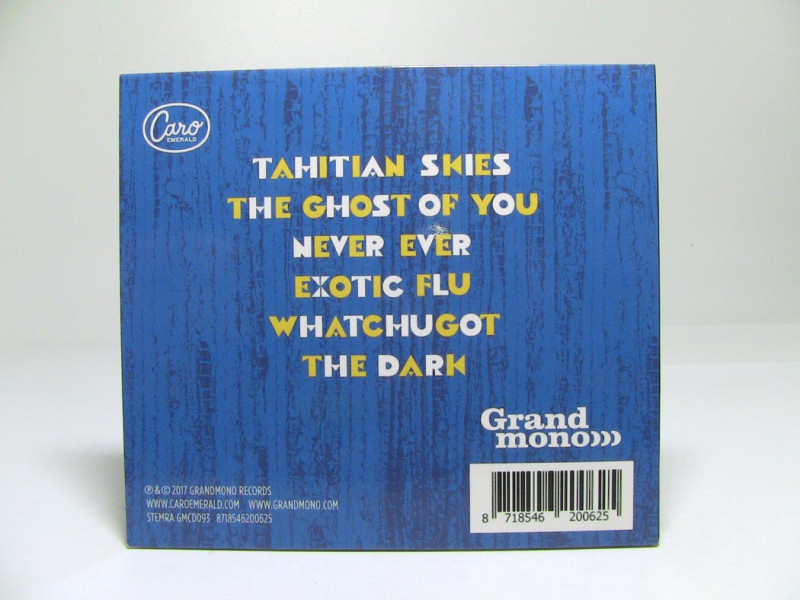 Caro
EMERALD
TAHITIAN SKIES
THE GHOST OF YOU
NEVER EVER
EXOTIC FLU
WHATCHUGOT
THE DARK
Grand
mono)))
℗ & © 2017 GRANDMONO RECORDS
WWW.CAROEMERALD.COM WWW.GRANDMONO.COM
STEMRA GMCD093 8718546200625
8 718546 200625